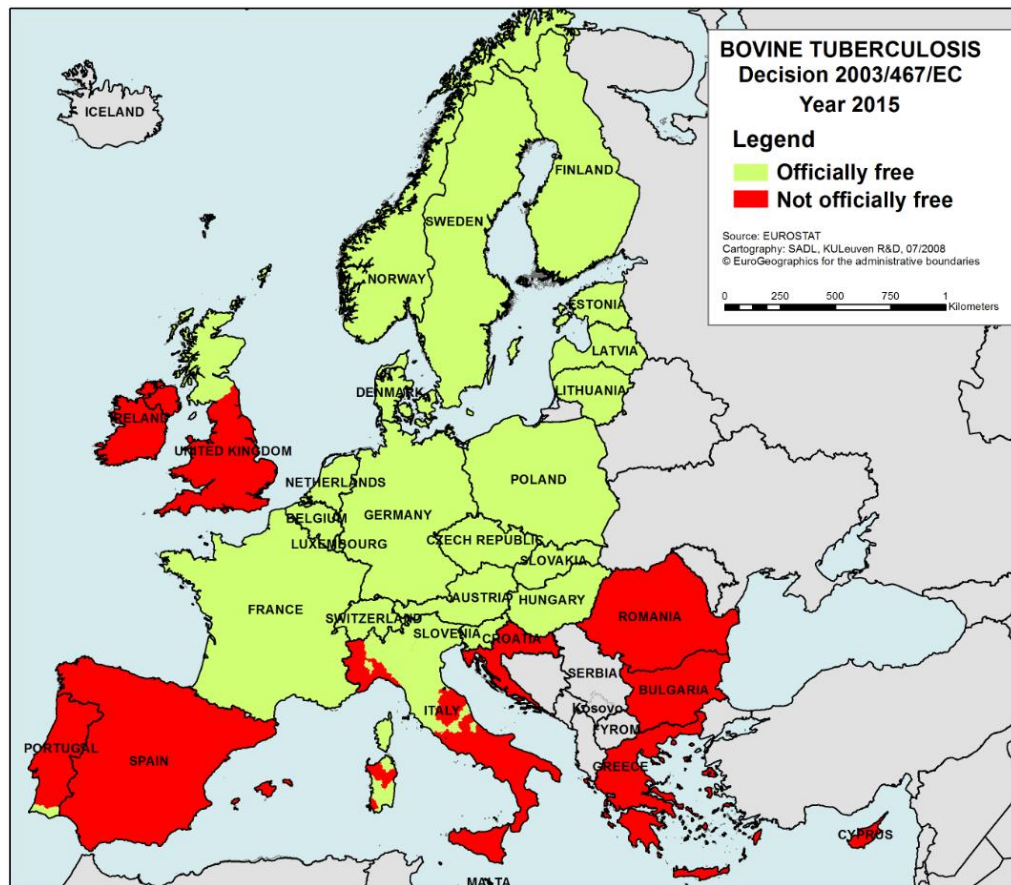 BOVINE TUBERCULOSIS
Decision 2003/467/EC
Year 2015
Legend
Officially free
Not officially free
Source: EUROSTAT
Cartography: SADL, KULeuven R&D, 07/2008
© EuroGeographics for the administrative boundaries
0 250 500 750 1
Kilometers
ICELAND
FINLAND
SWEDEN
NORWAY
ESTONIA
LATVIA
DENMARK
LITHUANIA
IRELAND
UNITED KINGDOM
NETHERLANDS
POLAND
BELGIUM
GERMANY
LUXEMBOURG
CZECH REPUBLIC
SLOVAKIA
AUSTRIA
HUNGARY
FRANCE
SWITZERLAND
ROMANIA
SLOVENIA
CROATIA
SERBIA
BULGARIA
ITALY
Kosovo
YROM
PORTUGAL
SPAIN
GREECE
CYPRUS
MALTA